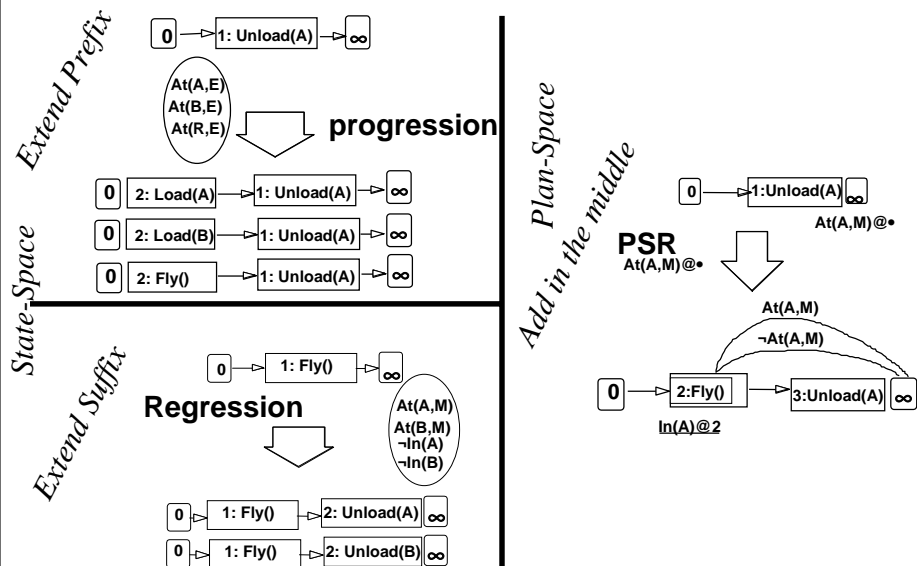 Extend Prefix
0 1: Unload(A) ∞
At(A,E)
At(B,E)
At(R,E)
progression
0 2: Load(A) 1: Unload(A) ∞
0 2: Load(B) 1: Unload(A) ∞
0 2: Fly() 1: Unload(A) ∞
State-Space
Extend Suffix
0 1: Fly() ∞
Regression
At(A,M)
At(B,M)
¬In(A)
¬In(B)
0 1: Fly() 2: Unload(A) ∞
0 1: Fly() 2: Unload(B) ∞
Plan-Space
Add in the middle
0 1:Unload(A) ∞
At(A,M)@•
PSR
At(A,M)@•
At(A,M)
¬At(A,M)
0 2:Fly() 3:Unload(A) ∞
In(A)@2